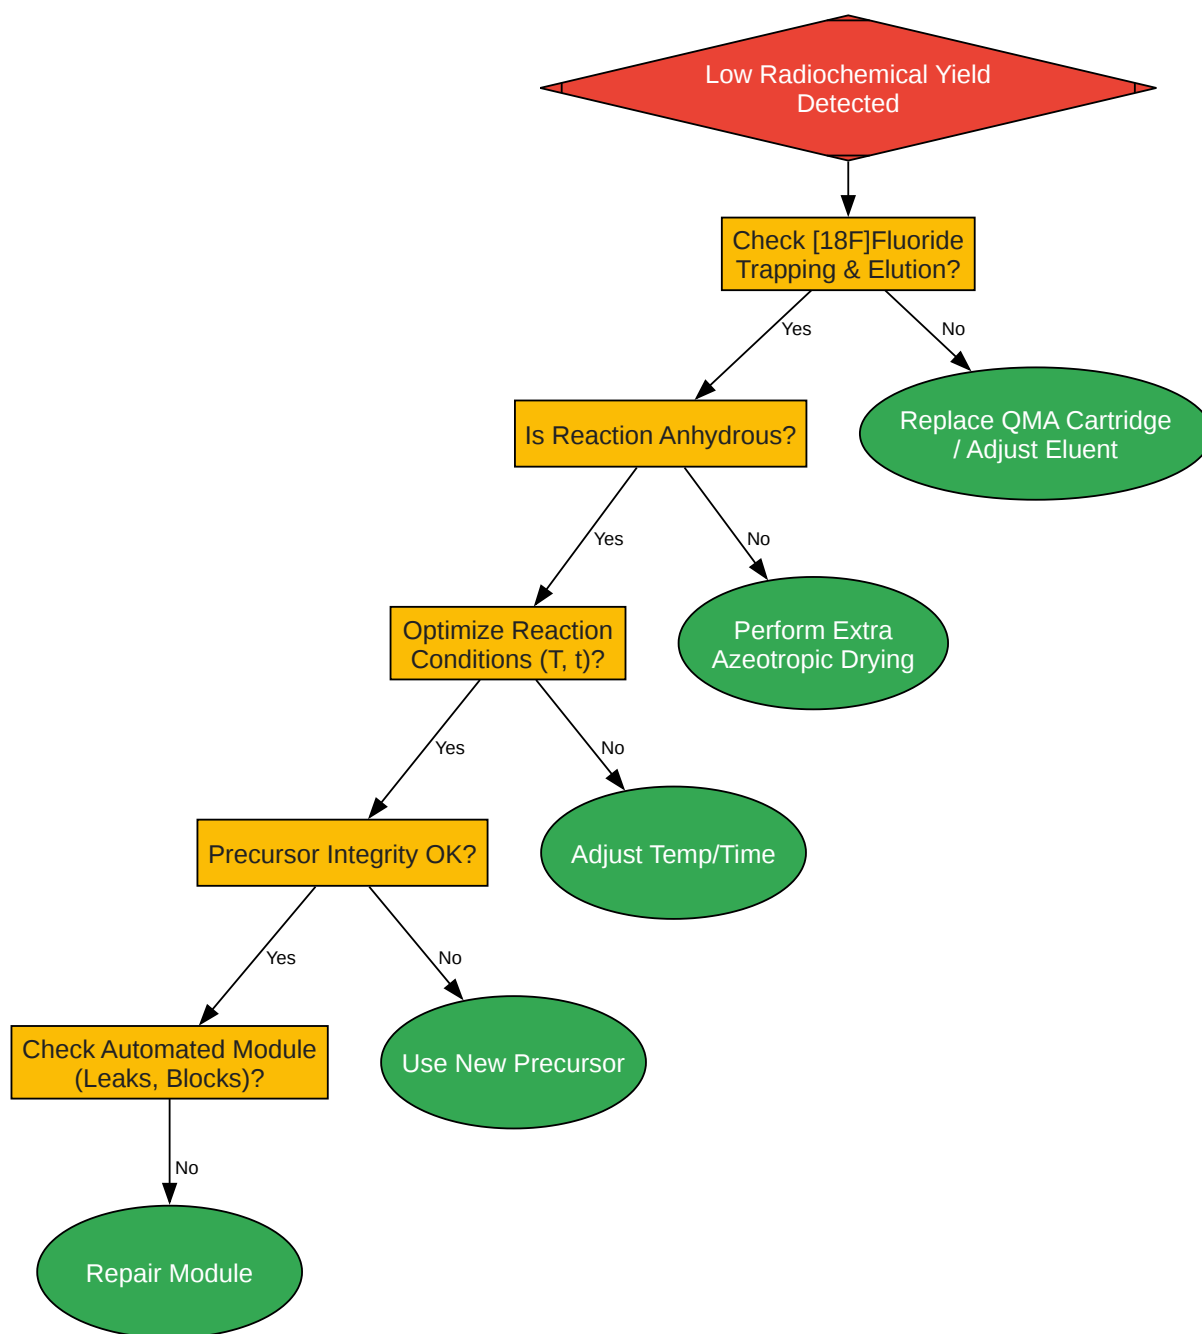 Low Radiochemical Yield
Detected
Check [18F]Fluoride
Trapping & Elution?
Yes
No
Replace QMA Cartridge
/ Adjust Eluent
Is Reaction Anhydrous?
Yes
No
Perform Extra
Azeotropic Drying
Optimize Reaction
Conditions (T, t)?
Yes
No
Adjust Temp/Time
Precursor Integrity OK?
Yes
No
Use New Precursor
Check Automated Module
(Leaks, Blocks)?
No
Repair Module